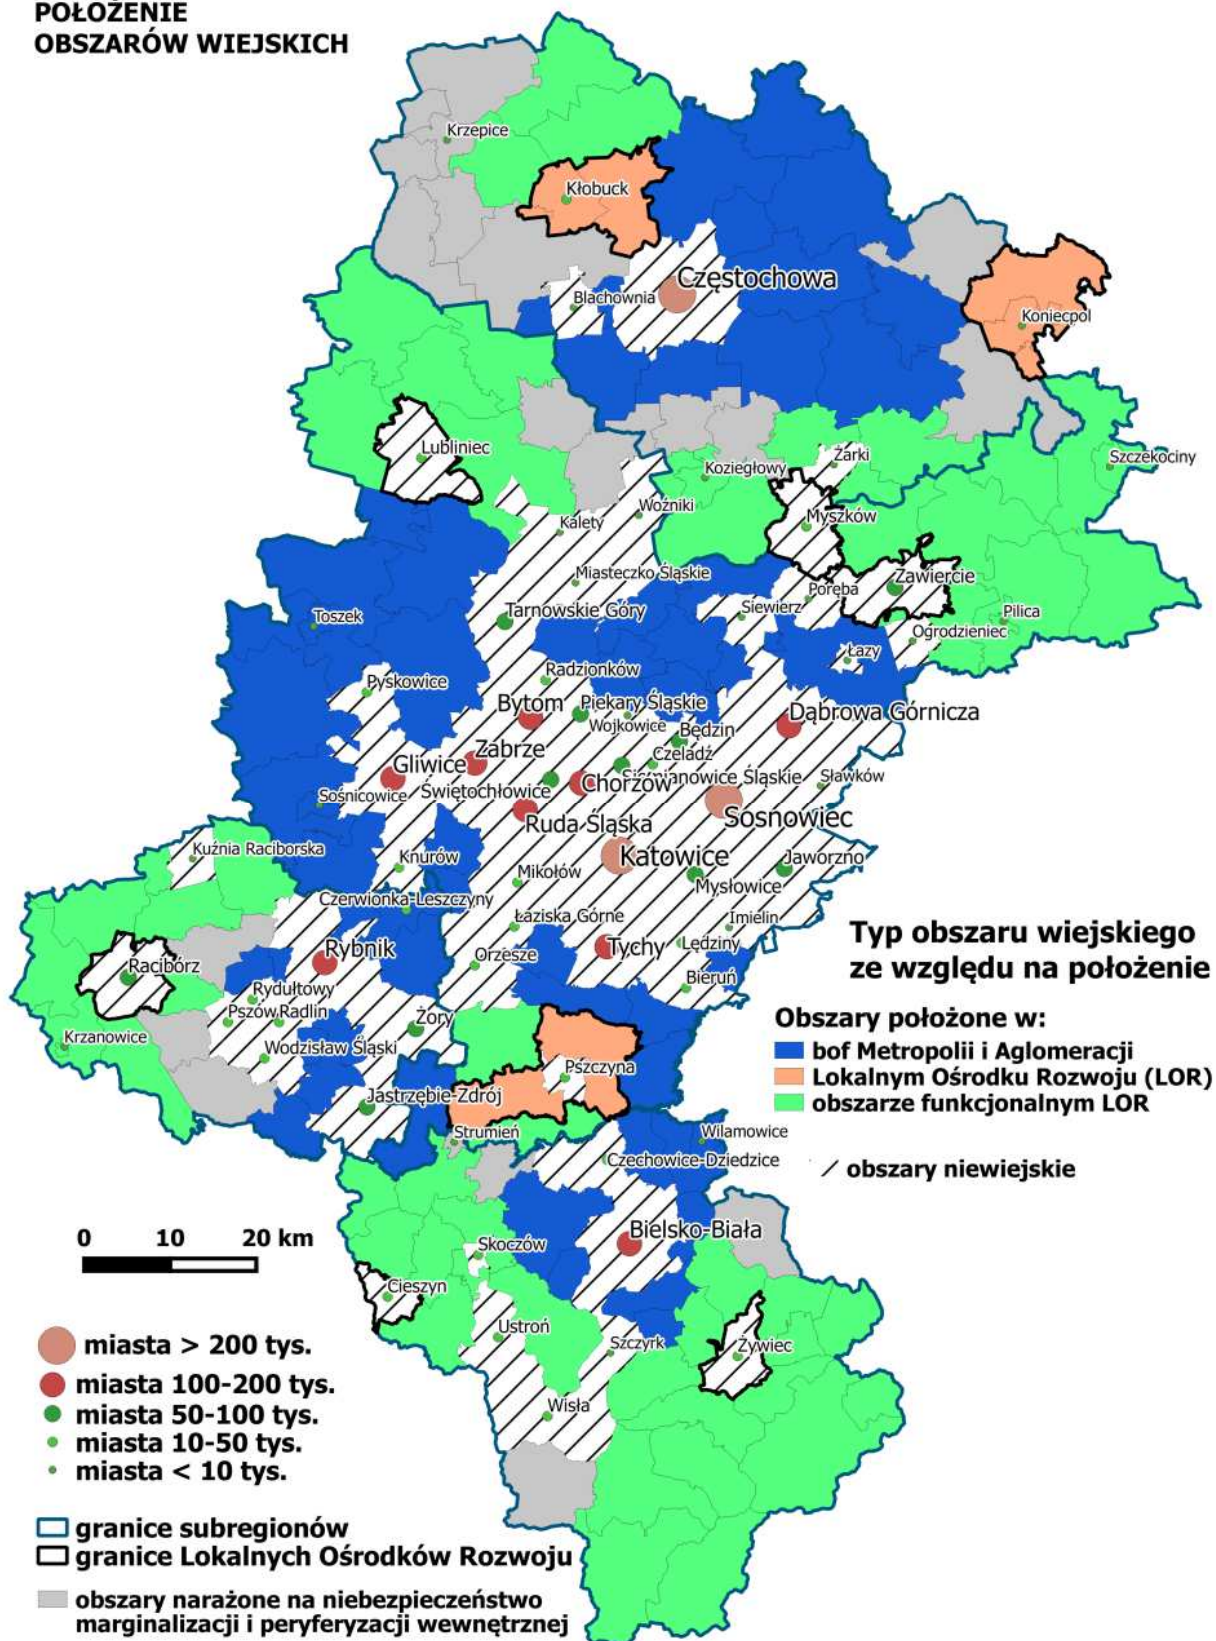 POŁOŻENIE
OBSZARÓW WIEJSKICH
Krzepice
Kłobuck
Częstochowa
Blachownia
Koniecpol
Lubliniec
Żarki
Szczekociny
Koziegłowy
Woźniki
Myszków
Kalety
Miasteczko Śląskie
Zawiercie
Poręba
Siewierz
Tarnowskie Góry
Toszek
Pilica
Ogrodzieniec
Łazy
Radzionków
Pyskowice
Bytom
Piekary Śląskie
Dąbrowa Górnicza
Wojkowice
Będzin
Zabrze
Czeladź
Gliwice
Chorzów
Siemianowice Śląskie
Sławków
Sośnicowice
Świętochłowice
Ruda Śląska
Sosnowiec
Kuźnia Raciborska
Knurów
Katowice
Jaworzno
Mikołów
Mysłowice
Czerwionka-Leszczyny
Łaziska Górne
Imielin
Rybnik
Tychy
Lędziny
Orzesze
Racibórz
Bieruń
Rydułtowy
Pszów
Radlin
Żory
Krzanowice
Wodzisław Śląski
Pszczyna
Jastrzębie-Zdrój
Strumień
Wilamowice
Czechowice-Dziedzice
Bielsko-Biała
Skoczów
Cieszyn
Ustroń
Szczyrk
Żywiec
Wisła
Typ obszaru wiejskiego
ze względu na położenie
Obszary położone w:
bof Metropolii i Aglomeracji
Lokalnym Ośrodku Rozwoju (LOR)
obszarze funkcjonalnym LOR
obszary niewiejskie
0 10 20 km
miasta > 200 tys.
miasta 100-200 tys.
miasta 50-100 tys.
miasta 10-50 tys.
miasta < 10 tys.
granice subregionów
granice Lokalnych Ośrodków Rozwoju
obszary narażone na niebezpieczeństwo
marginalizacji i peryferyzacji wewnętrznej